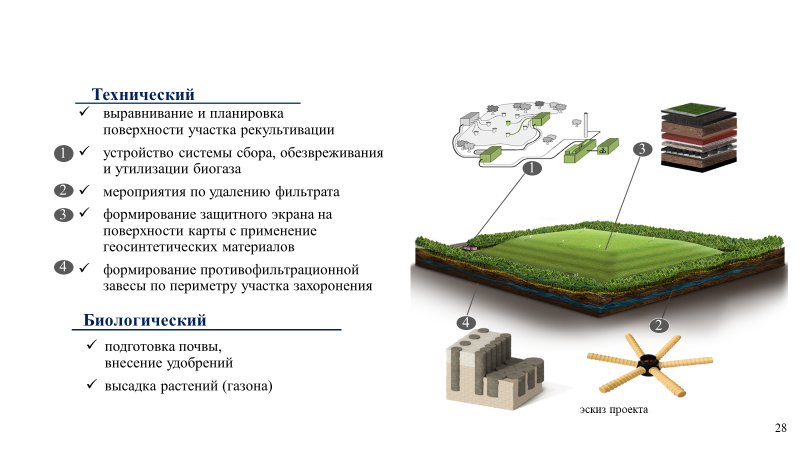 Технический
✓ выравнивание и планировка
поверхности участка рекультивации
1 ✓ устройство системы сбора, обезвреживания
и утилизации биогаза
2 ✓ мероприятия по удалению фильтрата
3 ✓ формирование защитного экрана на
поверхности карты с применение
геосинтетических материалов
4 ✓ формирование противофильтрационной
завесы по периметру участка захоронения
Биологический
✓ подготовка почвы,
внесение удобрений
✓ высадка растений (газона)
1
3
4
2
эскиз проекта
28